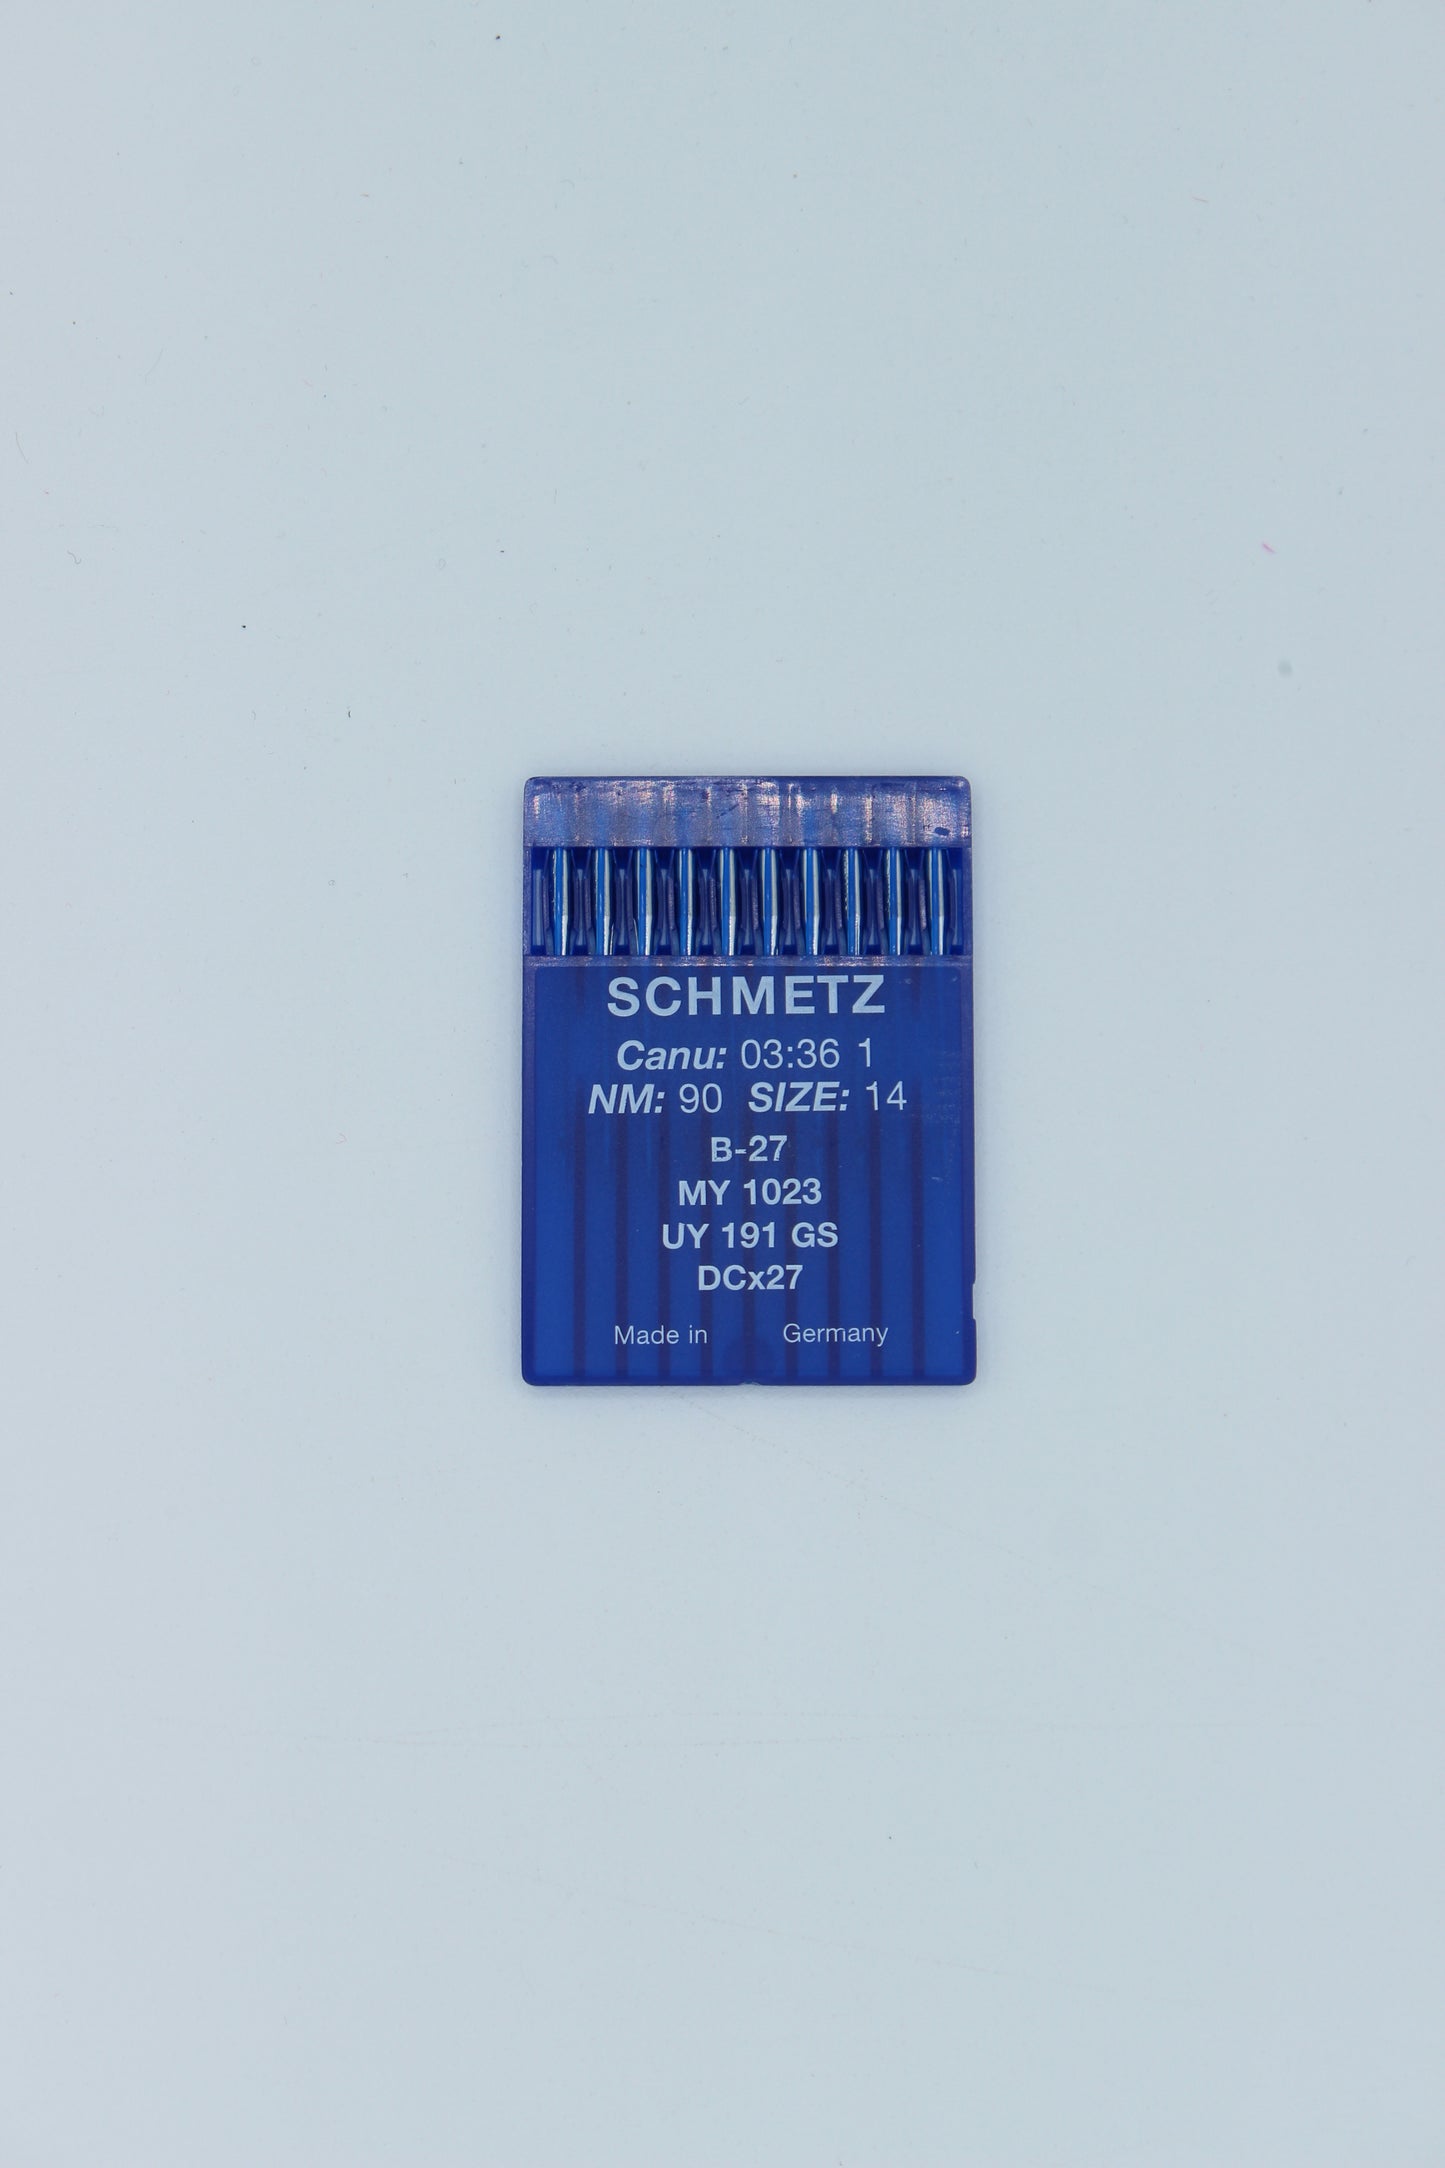 SCHMETZ
Canu: 03:36 1
NM: 90 SIZE: 14
B-27
MY 1023
UY 191 GS
DCx27
Made in Germany